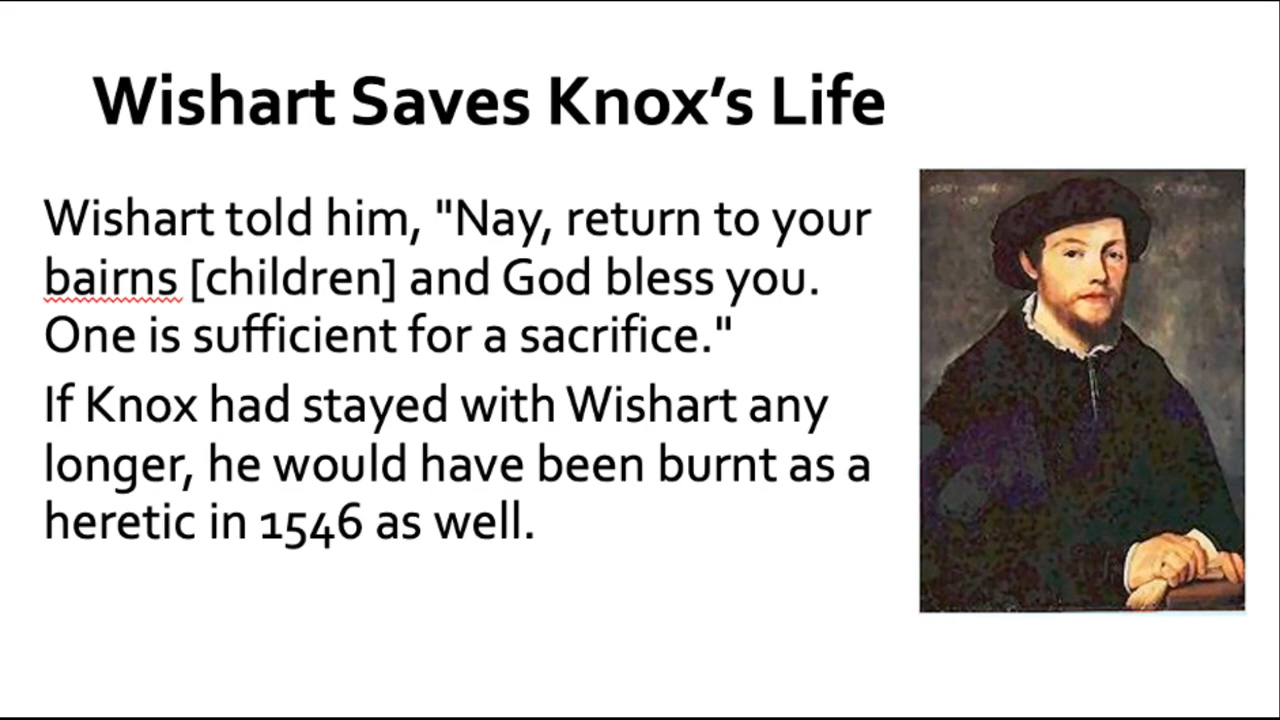 Wishart Saves Knox’s Life
Wishart told him, "Nay, return to your
bairns [children] and God bless you.
One is sufficient for a sacrifice."
If Knox had stayed with Wishart any
longer, he would have been burnt as a
heretic in 1546 as well.